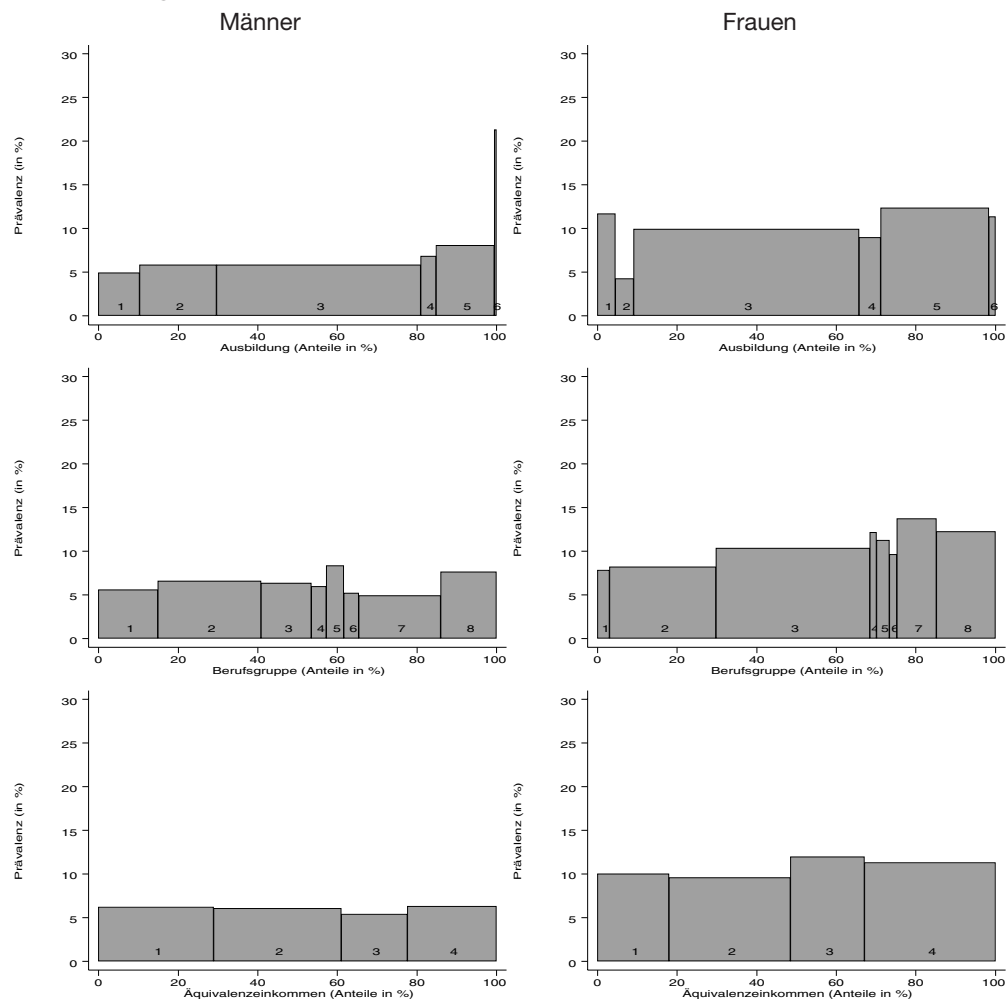 Männer
Frauen
30
25
20
15
10
5
0
Prävalenz (in %)
1 2 3 4 5 6
0 20 40 60 80 100
Ausbildung (Anteile in %)
30
25
20
15
10
5
0
Prävalenz (in %)
1 2 3 4 5 6
0 20 40 60 80 100
Ausbildung (Anteile in %)
30
25
20
15
10
5
0
Prävalenz (in %)
1 2 3 4 5 6 7 8
0 20 40 60 80 100
Berufsgruppe (Anteile in %)
30
25
20
15
10
5
0
Prävalenz (in %)
1 2 3 4 5 6 7 8
0 20 40 60 80 100
Berufsgruppe (Anteile in %)
30
25
20
15
10
5
0
Prävalenz (in %)
1 2 3 4
0 20 40 60 80 100
Äquivalenzeinkommen (Anteile in %)
30
25
20
15
10
5
0
Prävalenz (in %)
1 2 3 4
0 20 40 60 80 100
Äquivalenzeinkommen (Anteile in %)